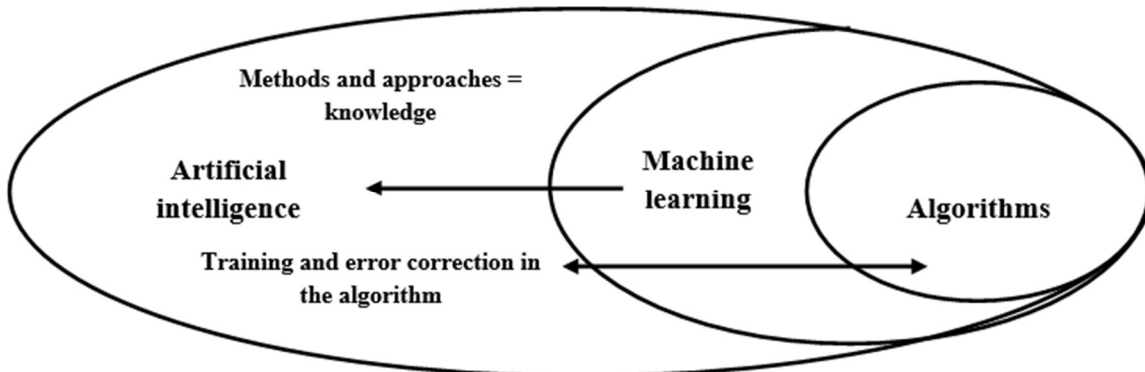 Methods and approaches =
knowledge
Artificial
intelligence
Machine
learning
Algorithms
Training and error correction in
the algorithm